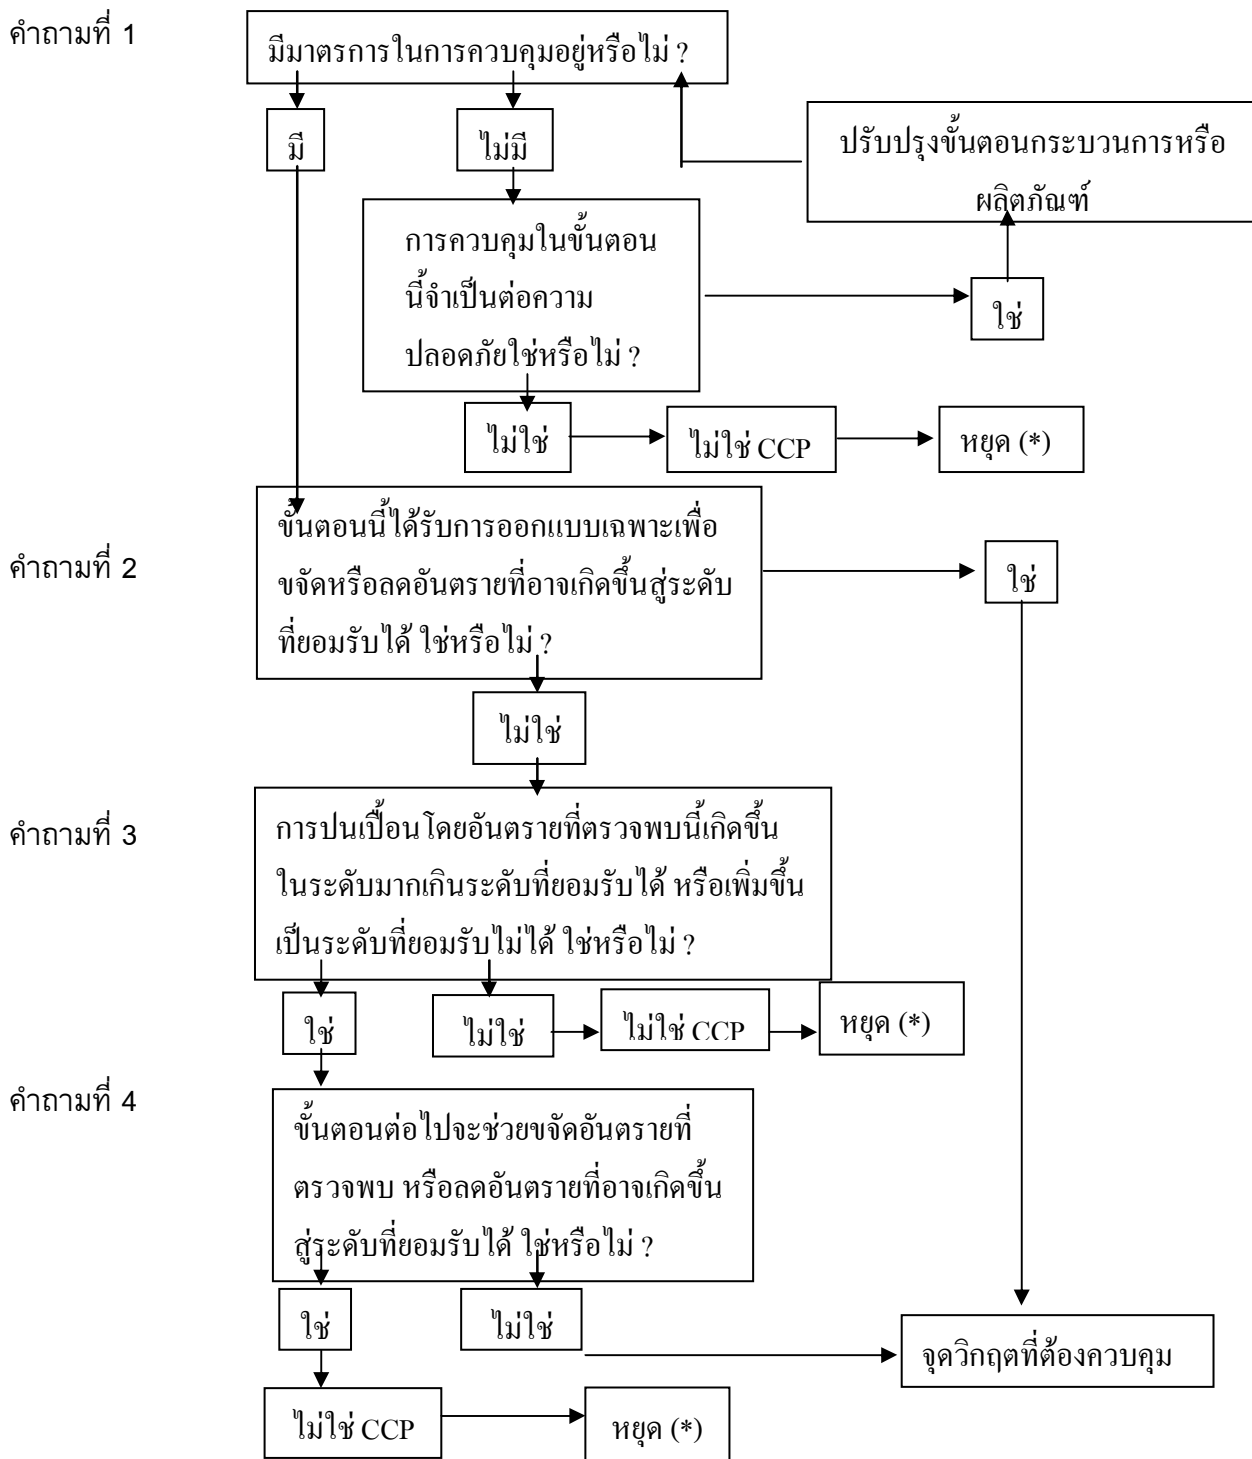 คำถามที่ 1
มีมาตรการในการควบคุมอยู่หรือไม่ ?
มี
ไม่มี
ปรับปรุงขั้นตอนกระบวนการหรือ
ผลิตภัณฑ์
การควบคุมในขั้นตอน
นี้จำเป็นต่อความ
ปลอดภัยใช่หรือไม่ ?
ใช่
ไม่ใช่
ไม่ใช่ CCP
หยุด (*)
คำถามที่ 2
ขั้นตอนนี้ได้รับการออกแบบเฉพาะเพื่อ
ขจัดหรือลดอันตรายที่อาจเกิดขึ้นสู่ระดับ
ที่ยอมรับได้ ใช่หรือไม่ ?
ใช่
ไม่ใช่
คำถามที่ 3
การปนเปื้อนโดยอันตรายที่ตรวจพบนี้เกิดขึ้น
ในระดับมากเกินระดับที่ยอมรับได้ หรือเพิ่มขึ้น
เป็นระดับที่ยอมรับไม่ได้ ใช่หรือไม่ ?
ใช่
ไม่ใช่
ไม่ใช่ CCP
หยุด (*)
คำถามที่ 4
ขั้นตอนต่อไปจะช่วยขจัดอันตรายที่
ตรวจพบ หรือลดอันตรายที่อาจเกิดขึ้น
สู่ระดับที่ยอมรับได้ ใช่หรือไม่ ?
ใช่
ไม่ใช่
จุดวิกฤตที่ต้องควบคุม
ไม่ใช่ CCP
หยุด (*)